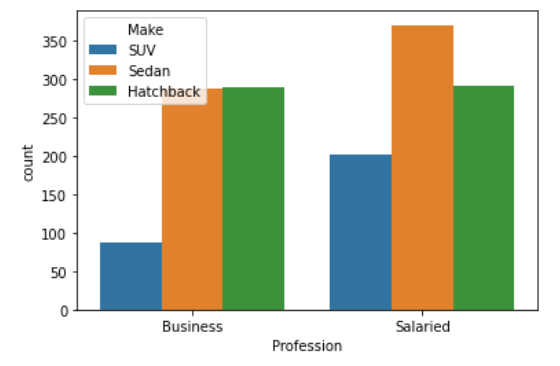 Make
SUV
Sedan
Hatchback
350
300
250
200
150
100
50
0
count
Business
Salaried
Profession